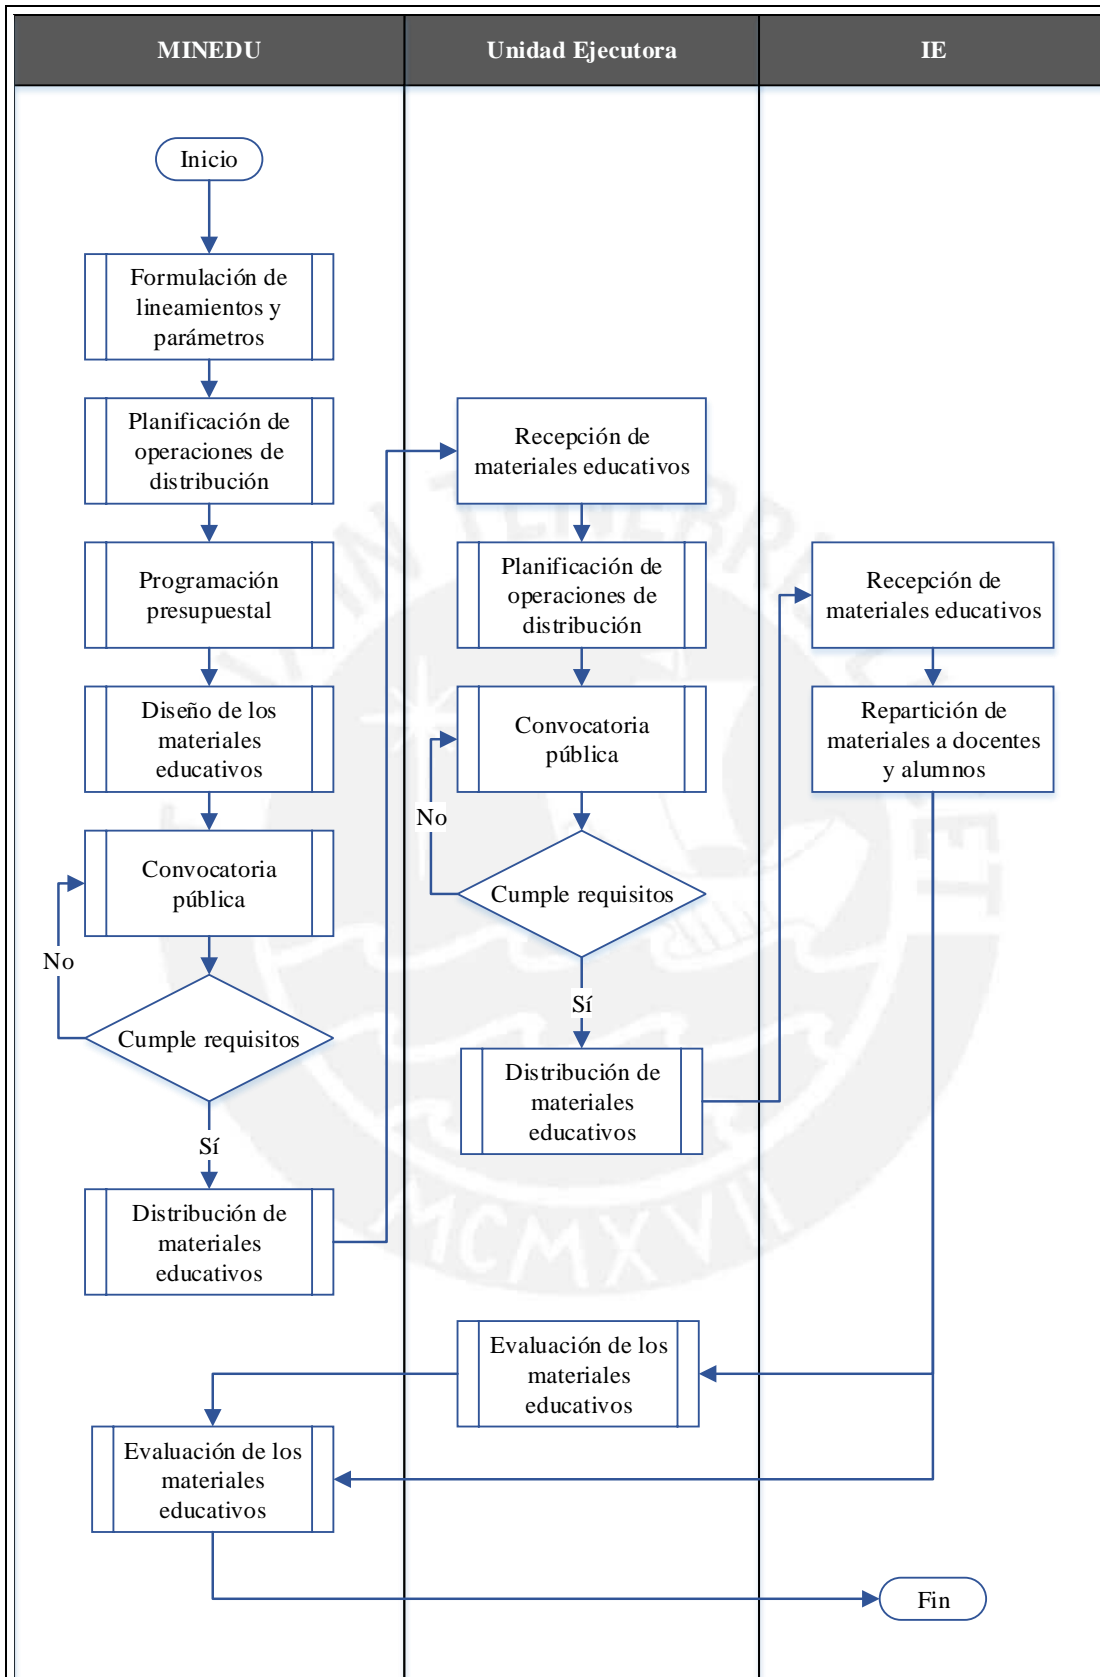 MINEDU
Unidad Ejecutora
IE
Inicio
Formulación de
lineamientos y
parámetros
Planificación de
operaciones de
distribución
Programación
presupuestal
Diseño de los
materiales
educativos
Convocatoria
pública
No
Cumple requisitos
Sí
Distribución de
materiales
educativos
Recepción de
materiales educativos
Planificación de
operaciones de
distribución
Convocatoria
pública
No
Cumple requisitos
Sí
Distribución de
materiales
educativos
Recepción de
materiales educativos
Repartición de
materiales a docentes
y alumnos
Evaluación de los
materiales
educativos
Evaluación de los
materiales
educativos
Fin
MCMXVII